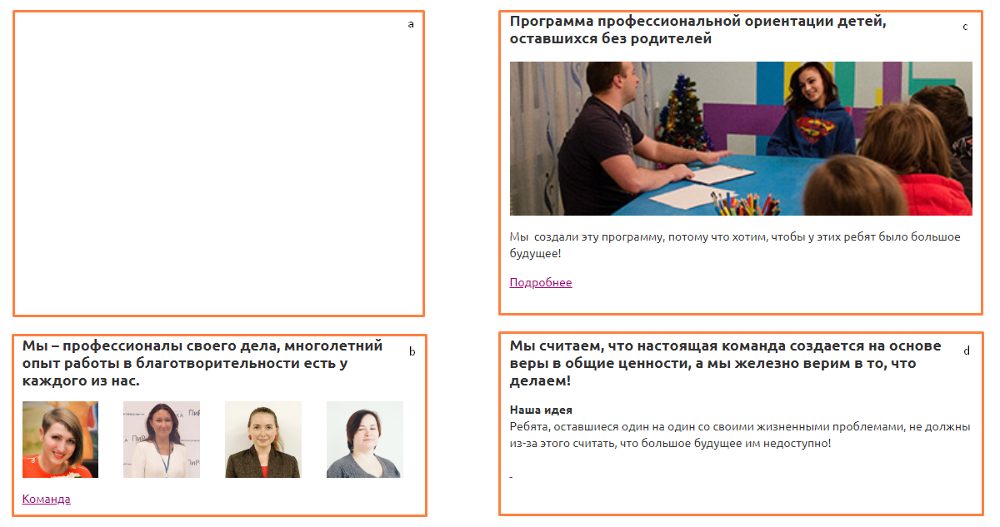 a
Мы – профессионалы своего дела, многолетний
опыт работы в благотворительности есть у
каждого из нас.
b
Команда
Программа профессиональной ориентации детей,
оставшихся без родителей
c
Мы создали эту программу, потому что хотим, чтобы у этих ребят было большое
будущее!
Подробнее
Мы считаем, что настоящая команда создается на основе
веры в общие ценности, а мы железно верим в то, что
делаем!
d
Наша идея
Ребята, оставшиеся один на один со своими жизненными проблемами, не должны
из-за этого считать, что большое будущее им недоступно!
-